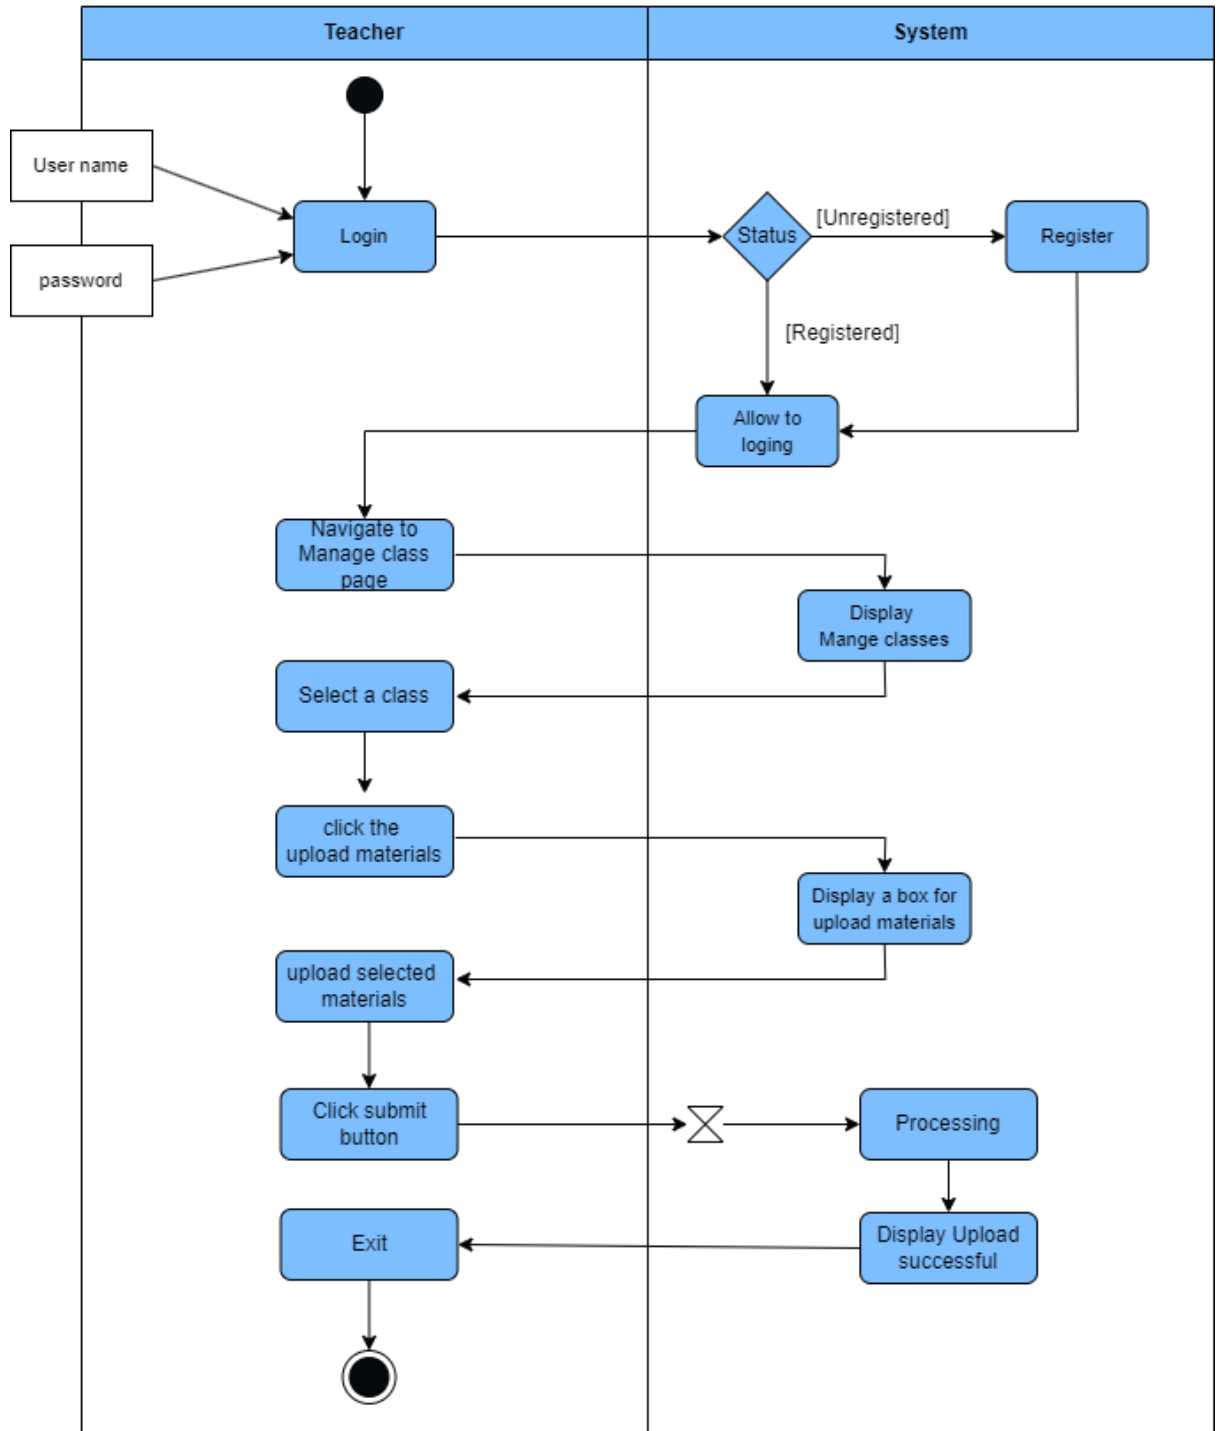 Teacher
System
User name
password
Login
Status
[Unregistered]
Register
[Registered]
Allow to
loging
Navigate to
Manage class
page
Display
Mange classes
Select a class
click the
upload materials
Display a box for
upload materials
upload selected
materials
Click submit
button
Processing
Exit
Display Upload
successful